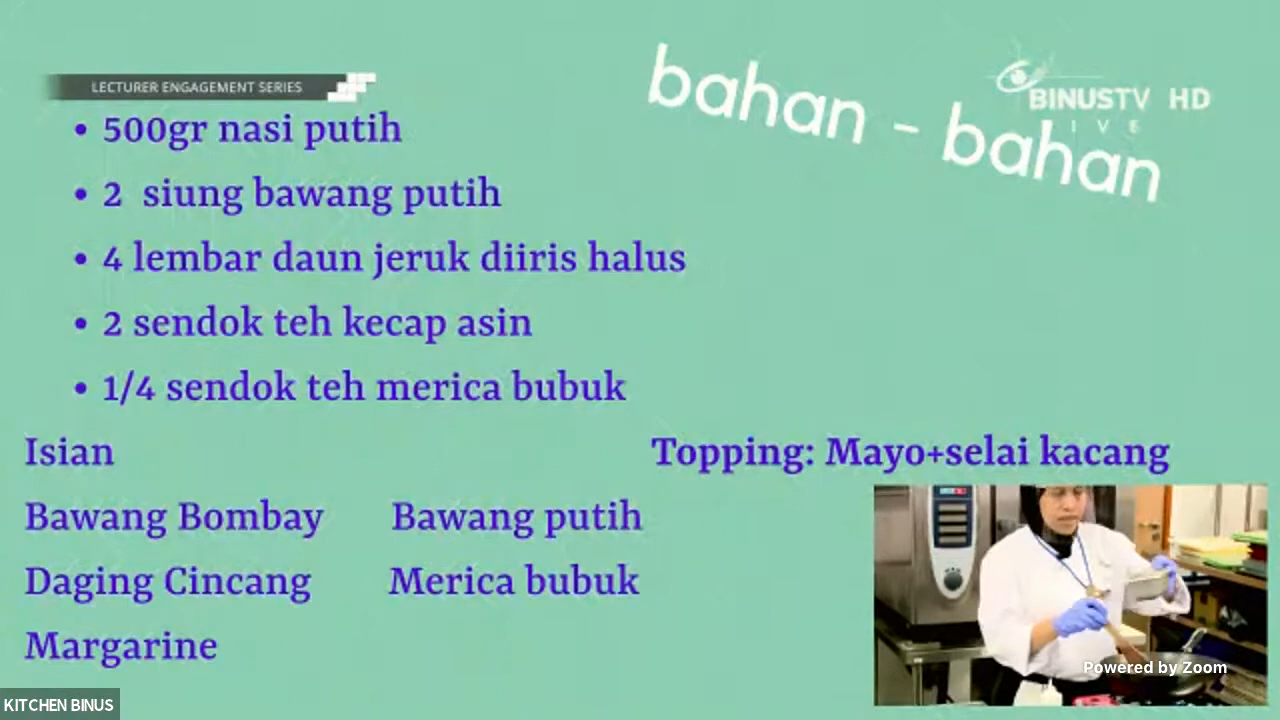 bahan - bahan
BINUSTV HD
LIVE
LECTURER ENGAGEMENT SERIES
• 500gr nasi putih
• 2 siung bawang putih
• 4 lembar daun jeruk diiris halus
• 2 sendok teh kecap asin
• 1/4 sendok teh merica bubuk
Isian
Topping: Mayo+selai kacang
Bawang Bombay Bawang putih
Daging Cincang Merica bubuk
Margarine
Powered by Zoom
KITCHEN BINUS